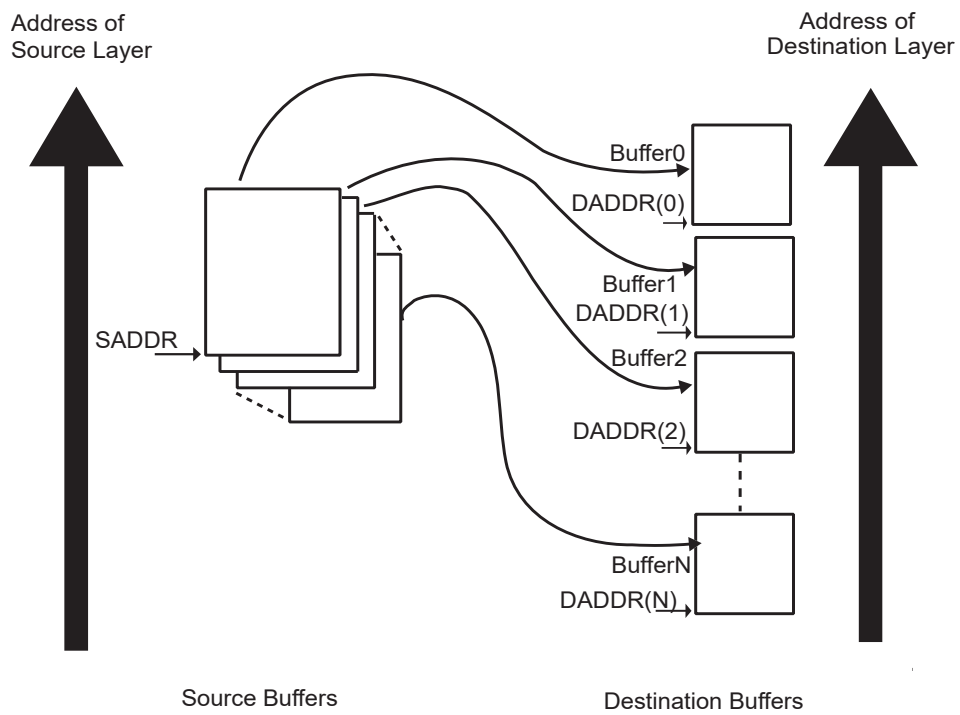 Address of
Source Layer
Address of
Destination Layer
Buffer0
DADDR(0)
Buffer1
DADDR(1)
SADDR
Buffer2
DADDR(2)
BufferN
DADDR(N)
Source Buffers
Destination Buffers